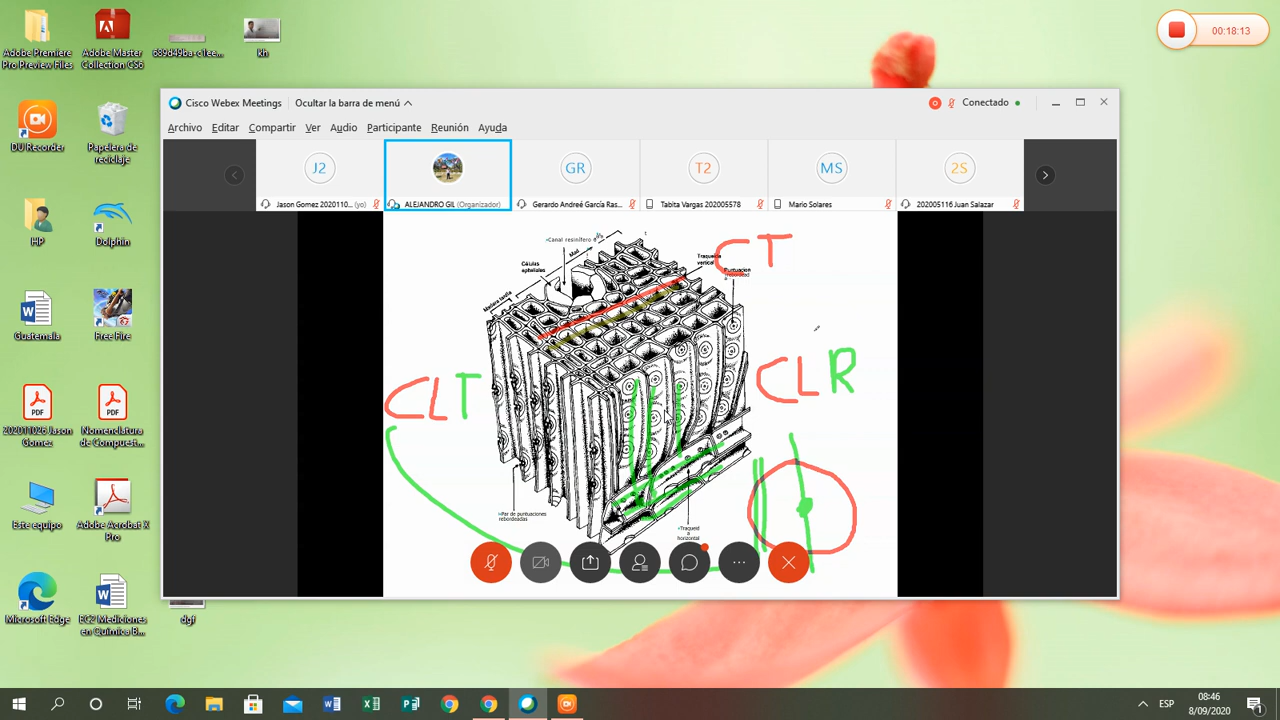 Adobe Premiere Pro Preview Files
Adobe Master Collection CS6
kh
00:18:13
DU Recorder
Papelera de reciclaje
HP
Dolphin
Guatemala
Free Fire
202011026 Jason Gomez
Nomenclatura de Compuest...
Este equipo
Adobe Acrobat X Pro
Microsoft Edge
EC2 Mediciones en Química B...
dgf
Cisco Webex Meetings
Ocultar la barra de menú
Conectado
Archivo Editar Compartir Ver Audio Participante Reunión Ayuda
J2
GR
T2
MS
2S
Jason Gomez 2020110... (yo)
ALEJANDRO GIL (Organizador)
Gerardo Andreé García Ras...
Tabita Vargas 202005578
Mario Solares
202005116 Juan Salazar
Canal resinífero
Células epiteliales
Madera tardía
Traqueida vertical
Puntuación
CT
CLT
CLR
Par de puntuaciones rebordeadas
Traqueid
a
horizontal
ESP
08:46
8/09/2020
1